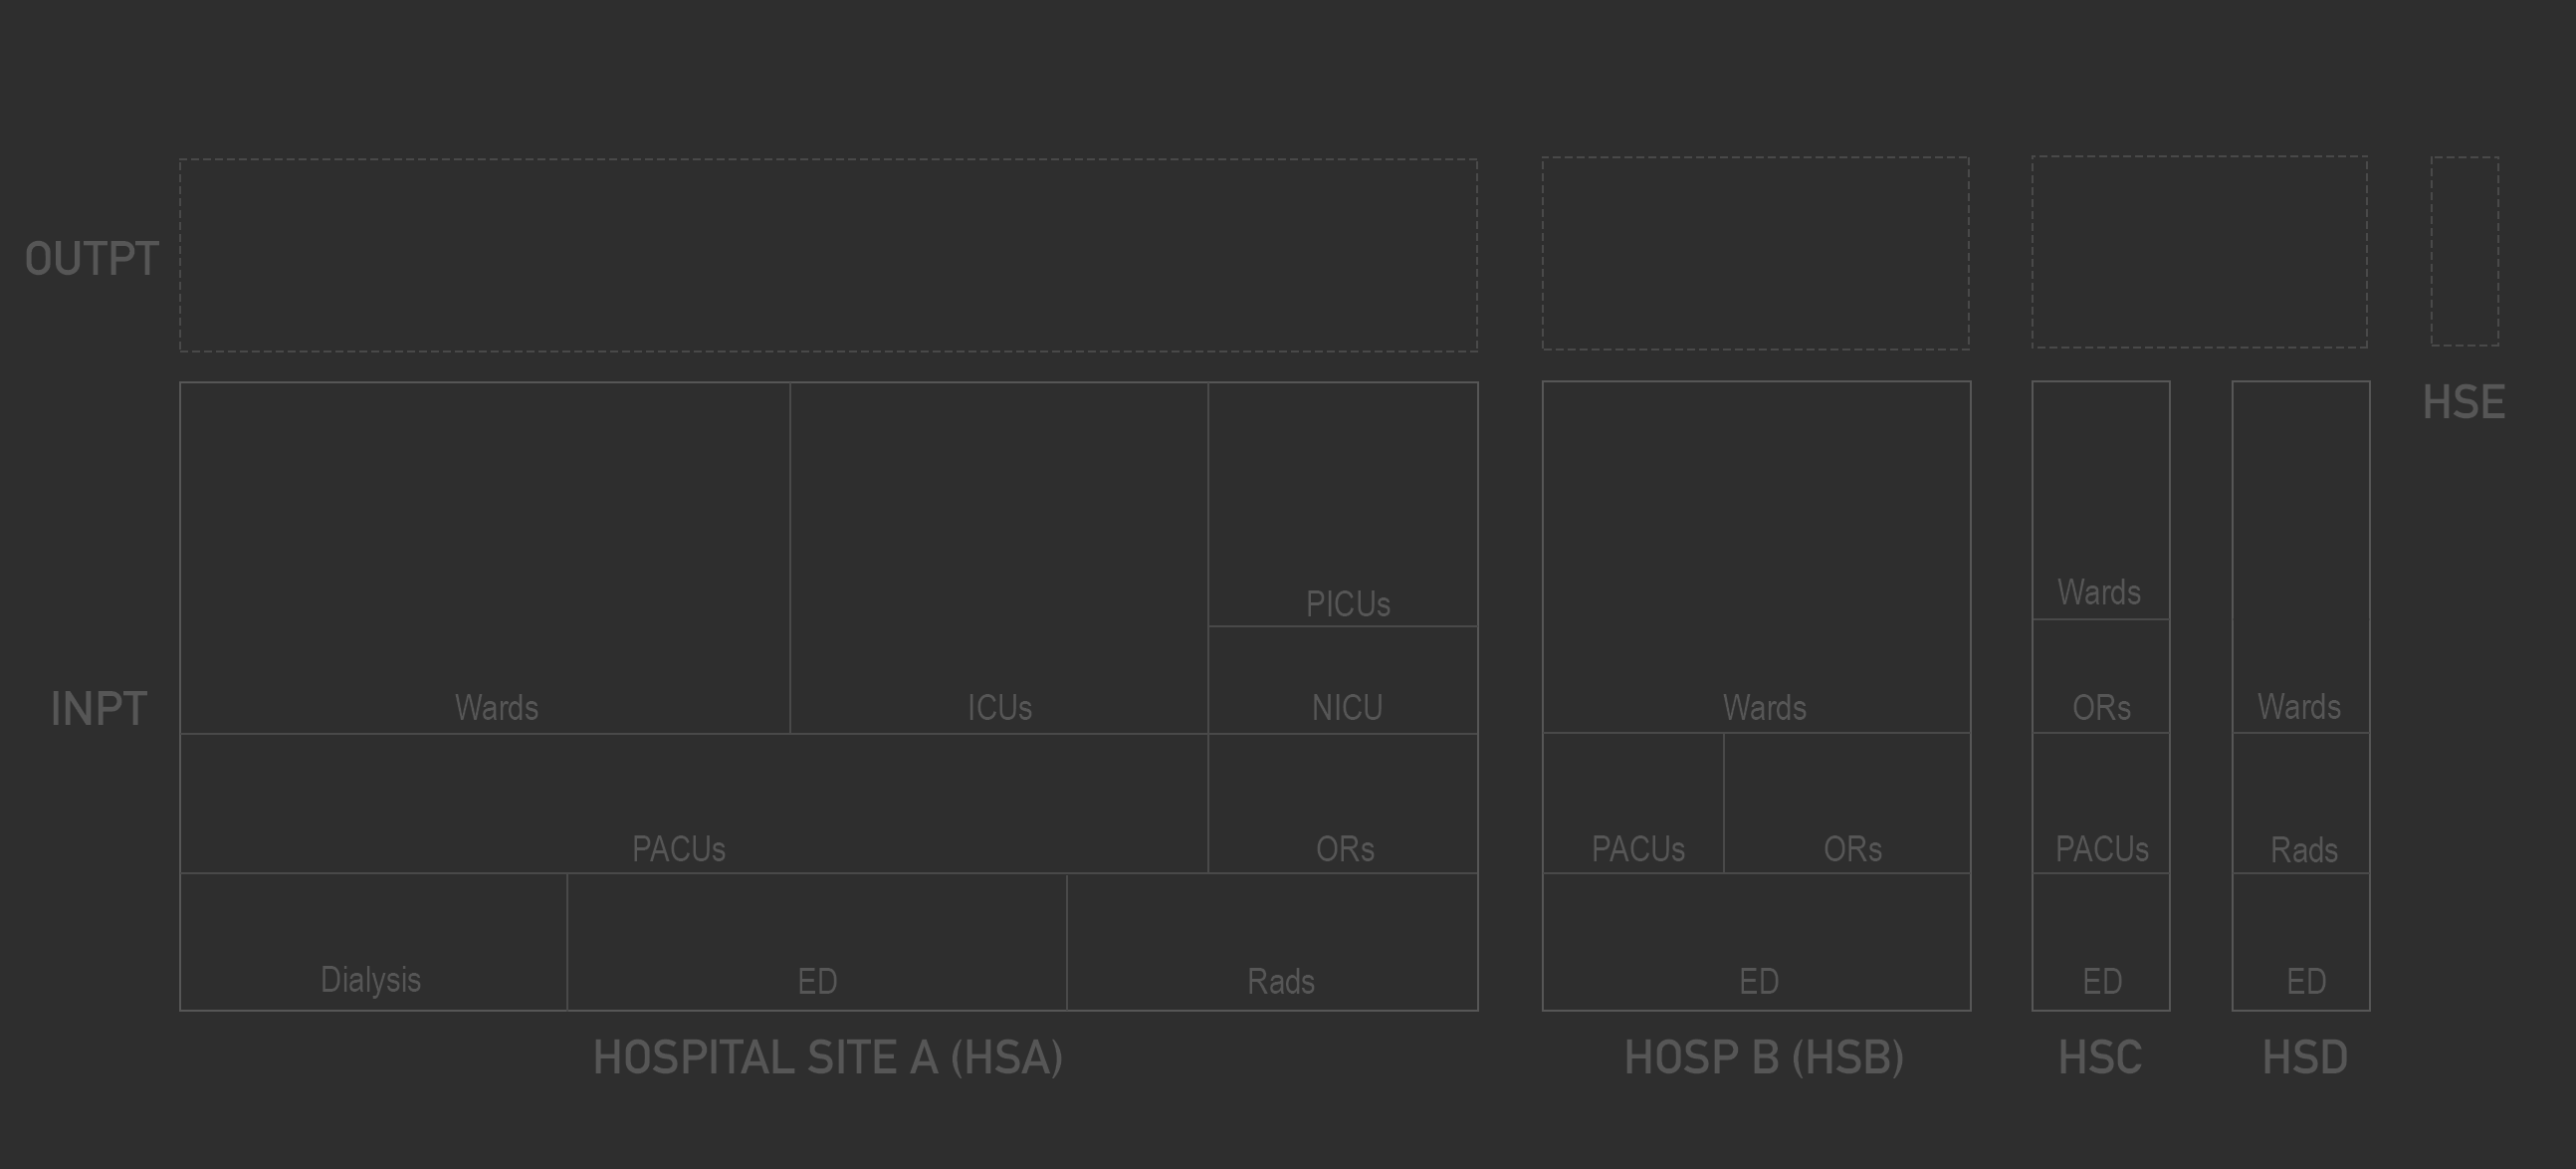 OUTPT
HSE
INPT
Wards
ICUs
PICUs
NICU
PACUs
ORs
Dialysis
ED
Rads
HOSPITAL SITE A (HSA)
Wards
PACUs
ORs
ED
HOSP B (HSB)
Wards
ORs
PACUs
ED
HSC
Wards
Rads
ED
HSD